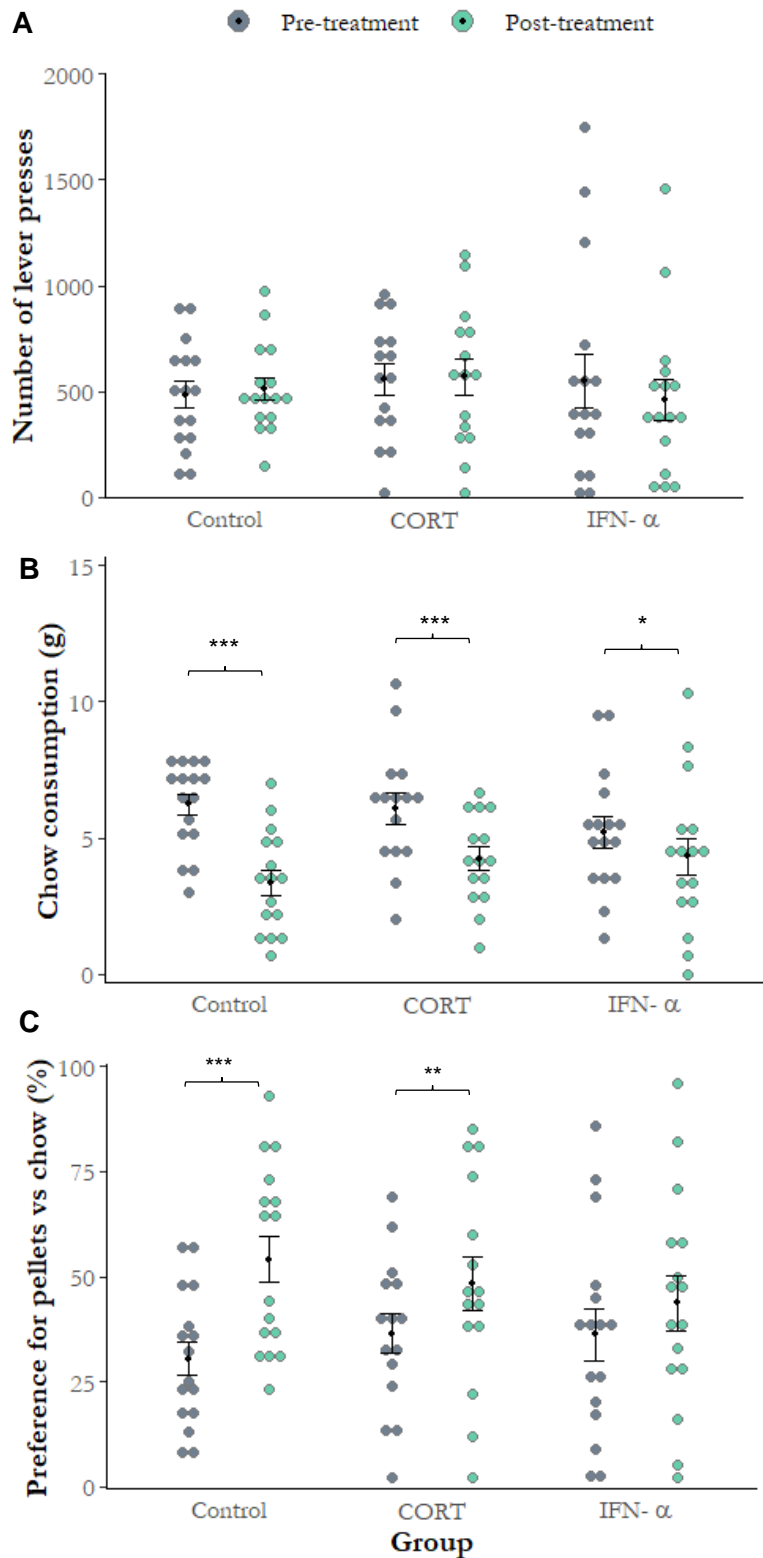 A
Pre-treatment Post-treatment
Number of lever presses
2000
1500
1000
500
0
Control CORT IFN- α
B
Chow consumption (g)
15
10
5
0
*** *** *
Control CORT IFN- α
C
Preference for pellets vs chow (%)
100
75
50
25
0
*** **
Control CORT IFN- α
Group